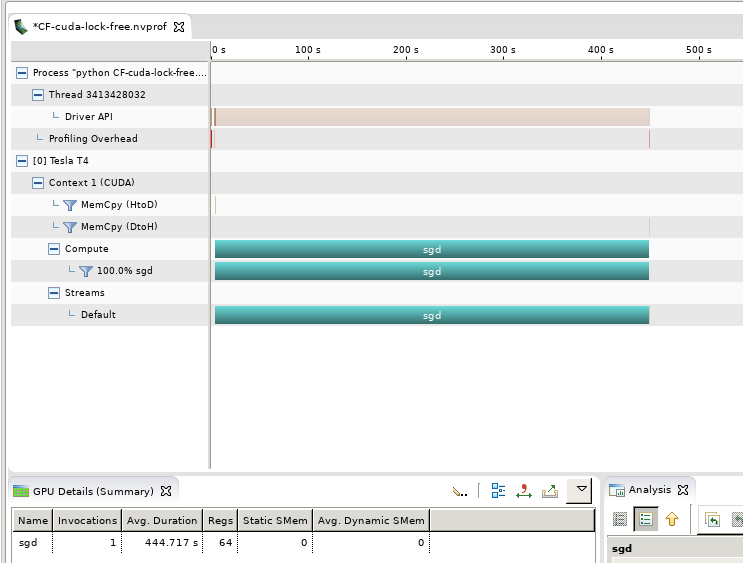 *CF-cuda-lock-free.nvprof
0 s 100 s 200 s 300 s 400 s 500 s
Process "python CF-cuda-lock-free....
Thread 3413428032
Driver API
Profiling Overhead
[0] Tesla T4
Context 1 (CUDA)
MemCpy (HtoD)
MemCpy (DtoH)
Compute sgd
100.0% sgd sgd
Streams
Default sgd
GPU Details (Summary)
Name Invocations Avg. Duration Regs Static SMem Avg. Dynamic SMem
sgd 1 444.717 s 64 0 0
Analysis
sgd